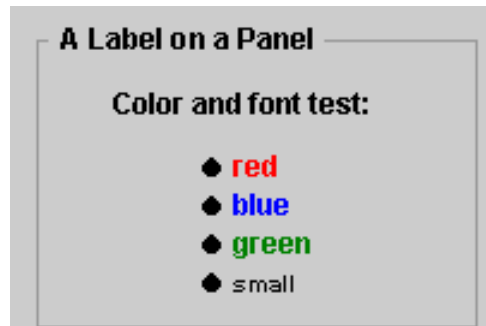 A Label on a Panel
Color and font test:
red
blue
green
small